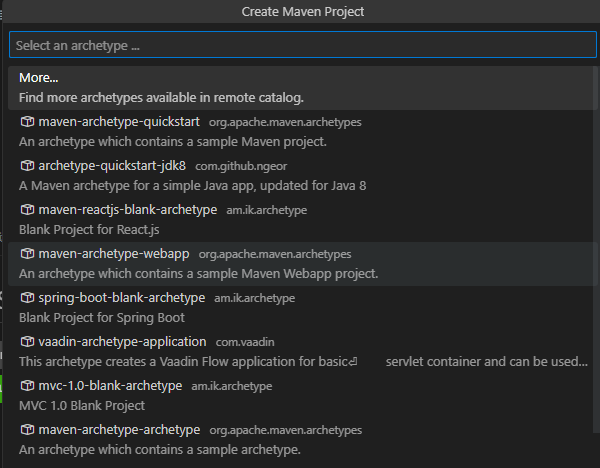 Create Maven Project
Select an archetype ...
More...
Find more archetypes available in remote catalog.
maven-archetype-quickstart org.apache.maven.archetypes
An archetype which contains a sample Maven project.
archetype-quickstart-jdk8 com.github.ngeor
A Maven archetype for a simple Java app, updated for Java 8
maven-reactjs-blank-archetype am.ik.archetype
Blank Project for React.js
maven-archetype-webapp org.apache.maven.archetypes
An archetype which contains a sample Maven Webapp project.
spring-boot-blank-archetype am.ik.archetype
Blank Project for Spring Boot
vaadin-archetype-application com.vaadin
This archetype creates a Vaadin Flow application for basic⏎ servlet container and can be used...
mvc-1.0-blank-archetype am.ik.archetype
MVC 1.0 Blank Project
maven-archetype-archetype org.apache.maven.archetypes
An archetype which contains a sample archetype.